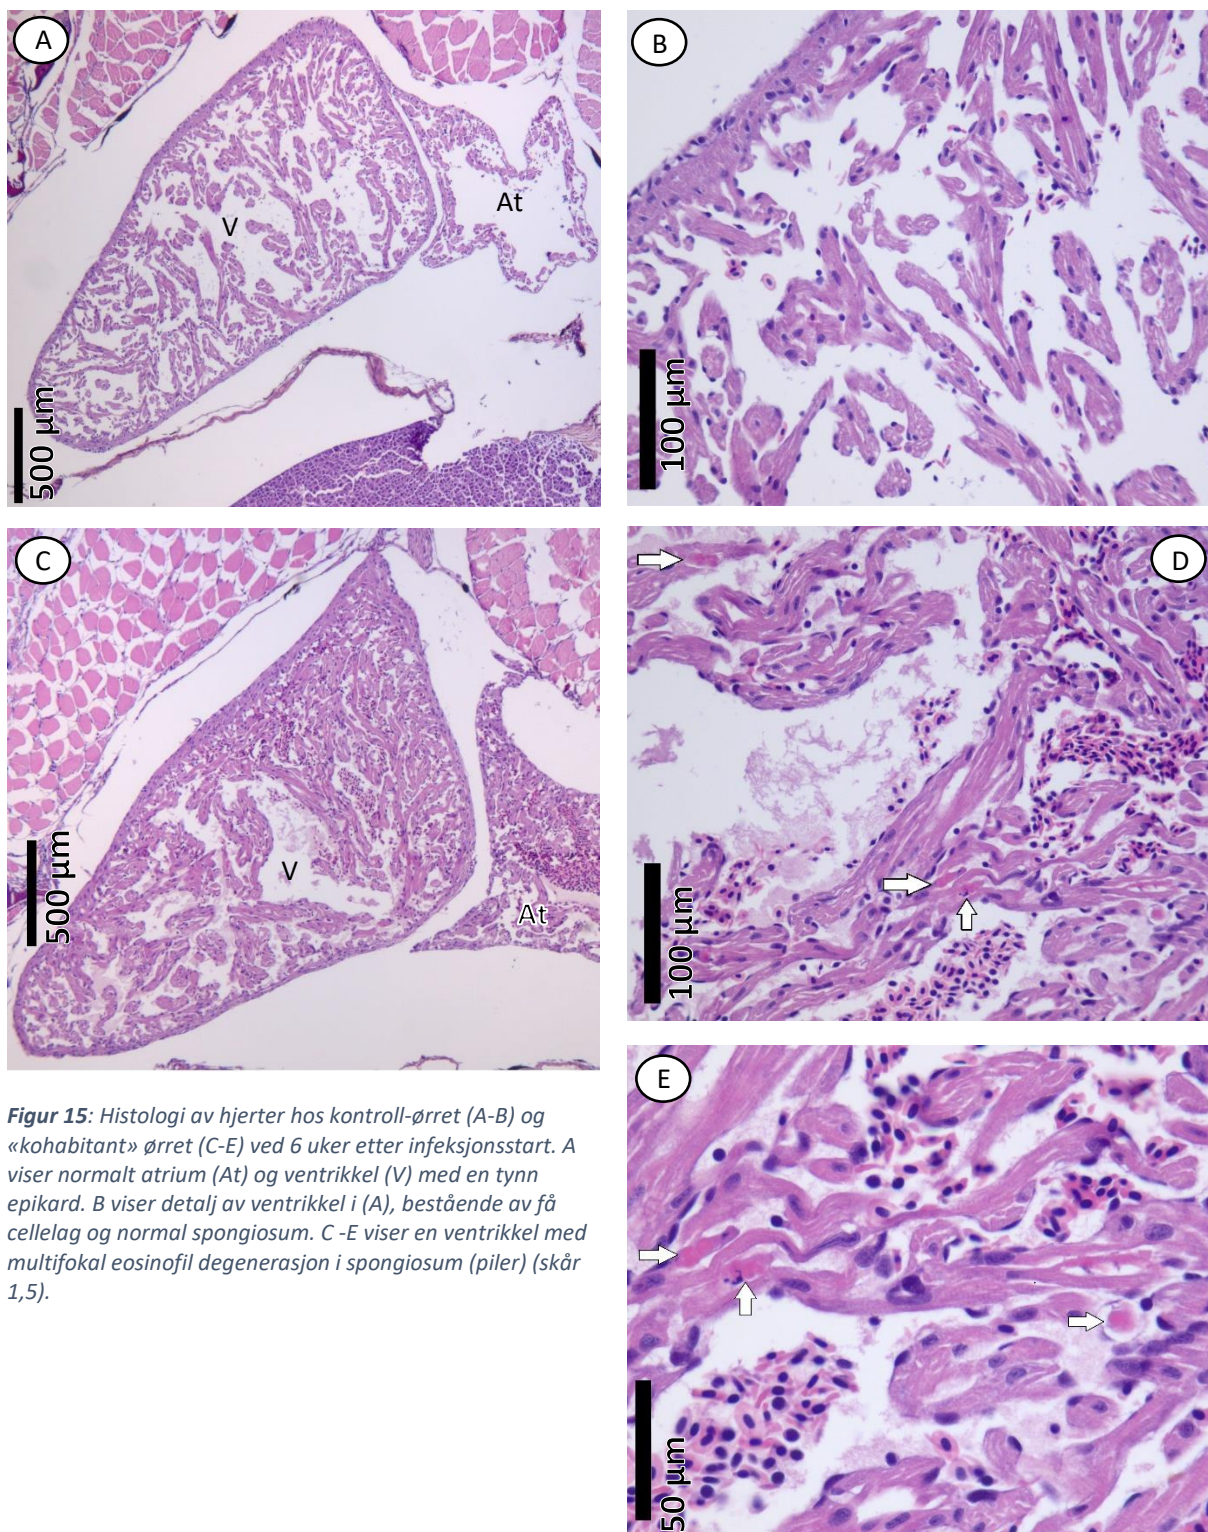 A
V
At
500 µm
B
100 µm
C
V
At
500 µm
D
100 µm
E
50 µm
Figur 15: Histologi av hjerter hos kontroll-ørret (A-B) og
«kohabitant» ørret (C-E) ved 6 uker etter infeksjonsstart. A
viser normalt atrium (At) og ventrikkel (V) med en tynn
epikard. B viser detalj av ventrikkel i (A), bestående av få
cellelag og normal spongiosum. C -E viser en ventrikkel med
multifokal eosinofil degenerasjon i spongiosum (piler) (skår
1,5).